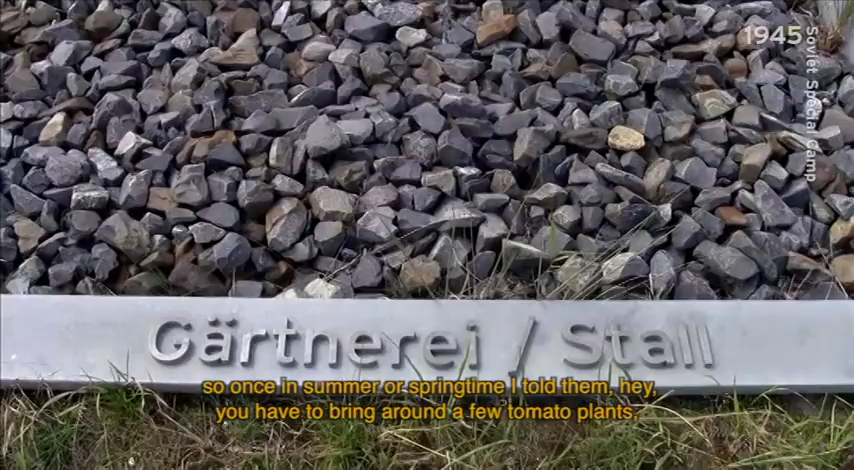 1945
Soviet Special Camp
Gärtnerei / Stall
so once in summer or springtime I told them, hey,
you have to bring around a few tomato plants,